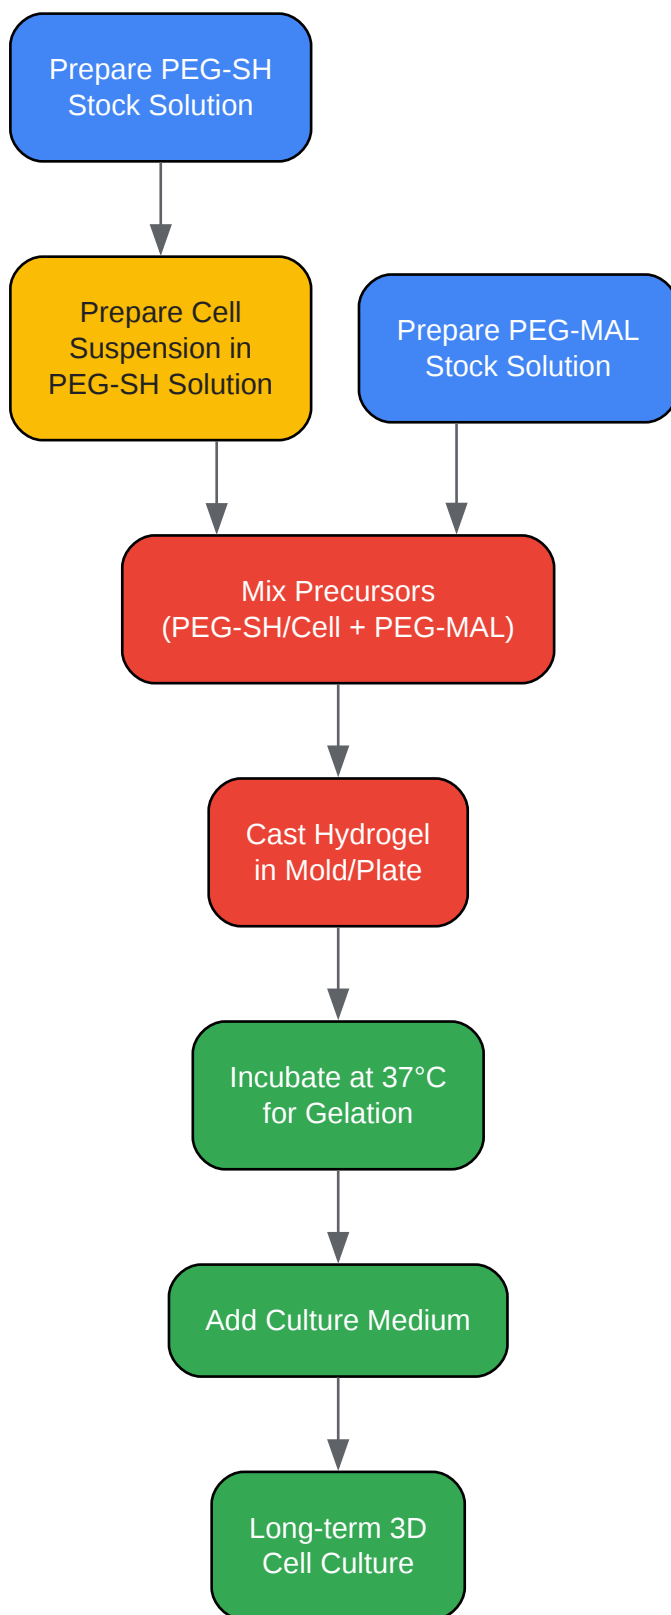 Prepare PEG-SH
Stock Solution
Prepare Cell
Suspension in
PEG-SH Solution
Prepare PEG-MAL
Stock Solution
Mix Precursors
(PEG-SH/Cell + PEG-MAL)
Cast Hydrogel
in Mold/Plate
Incubate at 37°C
for Gelation
Add Culture Medium
Long-term 3D
Cell Culture